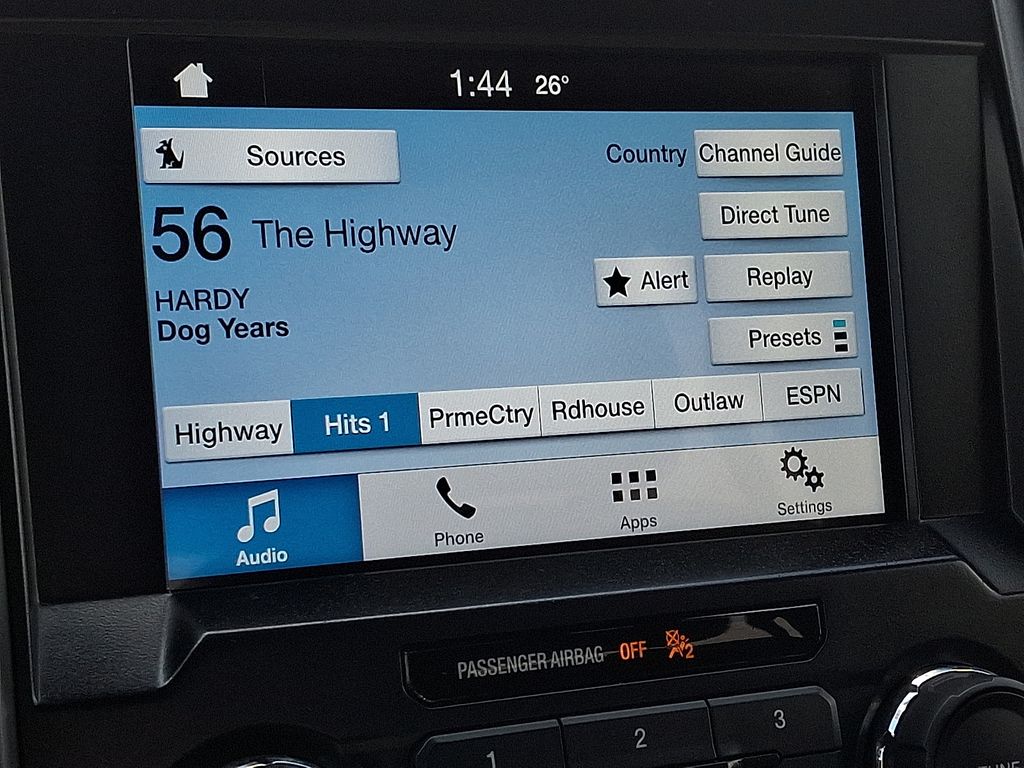 1:44 26°
Sources
Country
Channel Guide
56 The Highway
Direct Tune
HARDY
Dog Years
Alert
Replay
Presets
Highway
Hits 1
PrmeCtry
Rdhouse
Outlaw
ESPN
Audio
Phone
Apps
Settings
PASSENGER AIRBAG OFF 2
1
2
3
TUNE